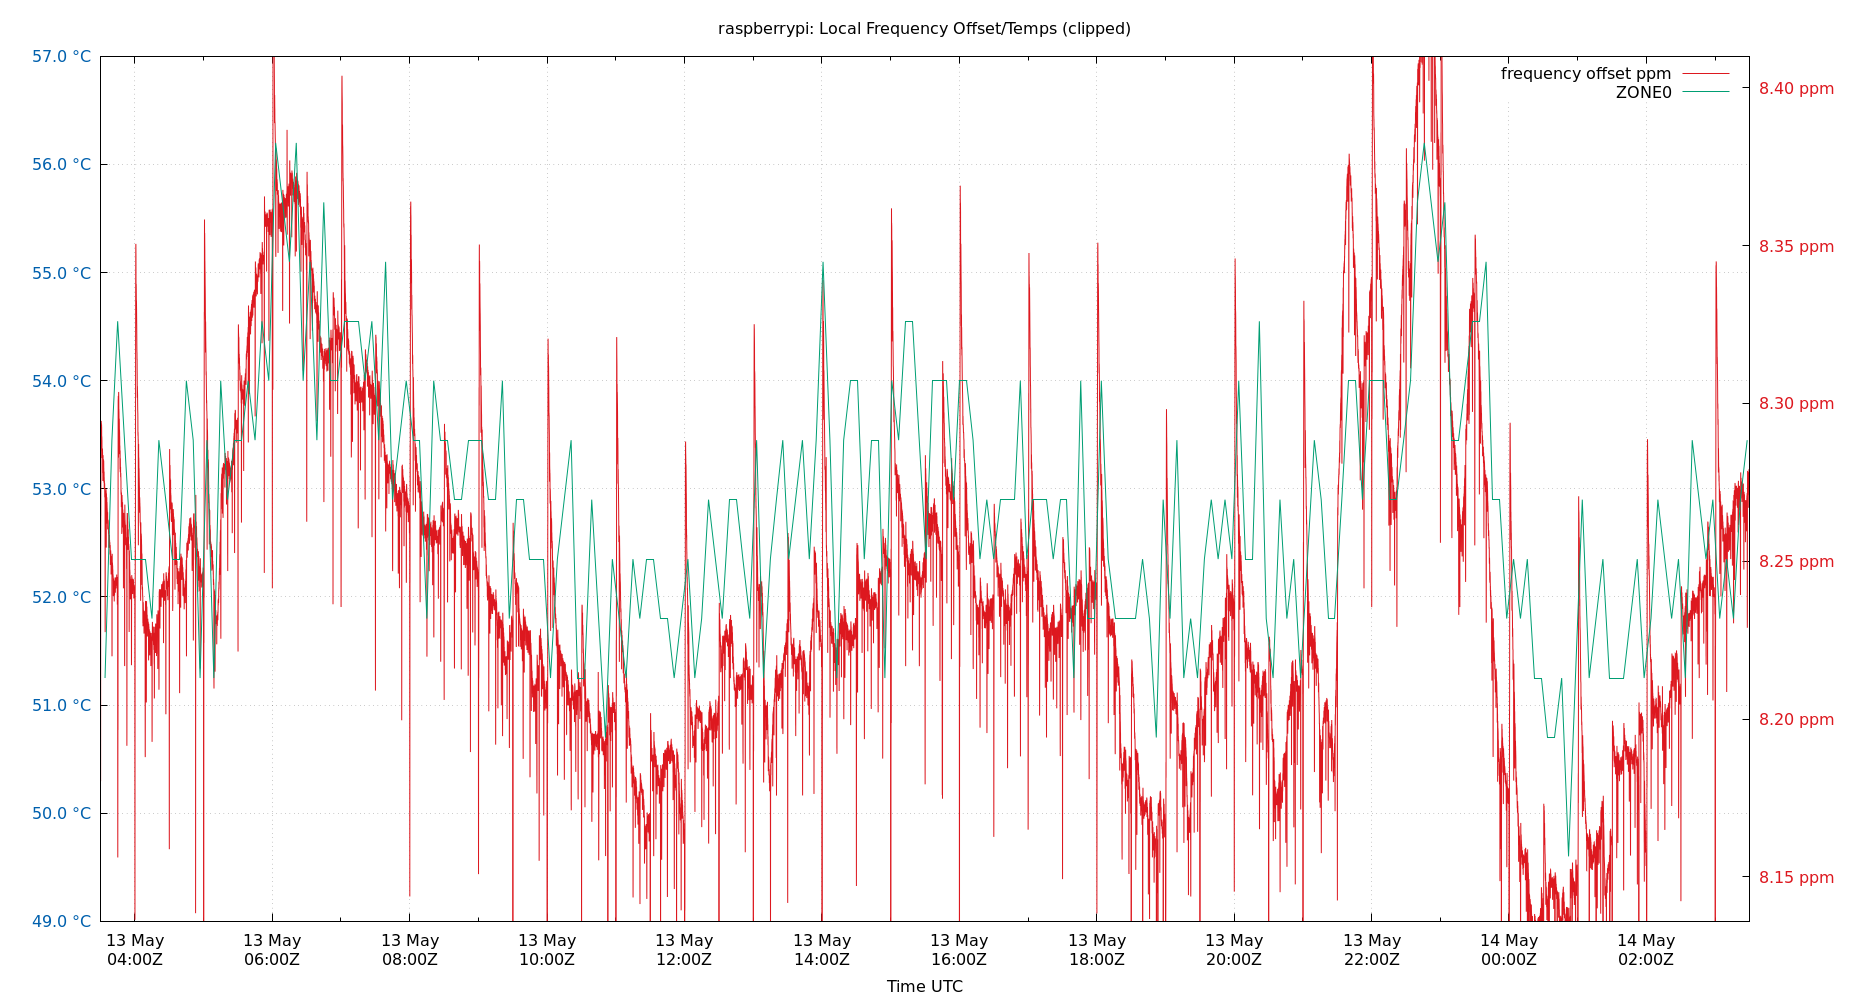 raspberrypi: Local Frequency Offset/Temps (clipped)
57.0 °C
56.0 °C
55.0 °C
54.0 °C
53.0 °C
52.0 °C
51.0 °C
50.0 °C
49.0 °C
frequency offset ppm
ZONE0
8.40 ppm
8.35 ppm
8.30 ppm
8.25 ppm
8.20 ppm
8.15 ppm
13 May 13 May 13 May 13 May 13 May 13 May 13 May 13 May 13 May 13 May 14 May 14 May
04:00Z 06:00Z 08:00Z 10:00Z 12:00Z 14:00Z 16:00Z 18:00Z 20:00Z 22:00Z 00:00Z 02:00Z
Time UTC